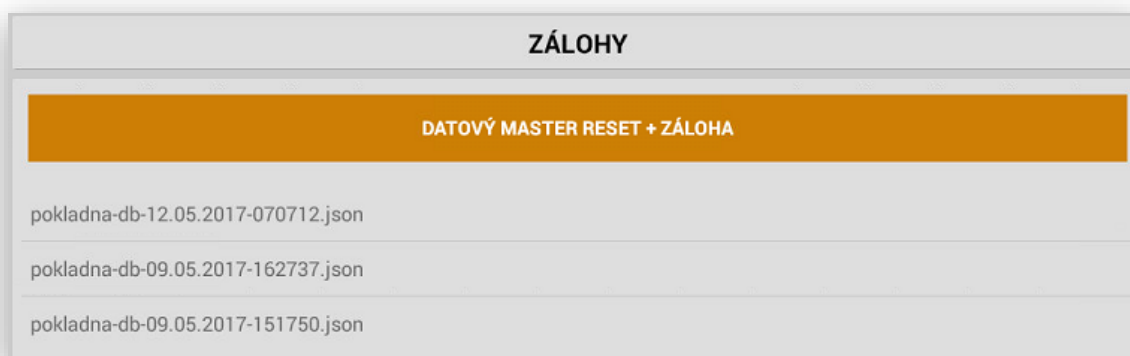 ZÁLOHY
DATOVÝ MASTER RESET + ZÁLOHA
pokladna-db-12.05.2017-070712.json
pokladna-db-09.05.2017-162737.json
pokladna-db-09.05.2017-151750.json